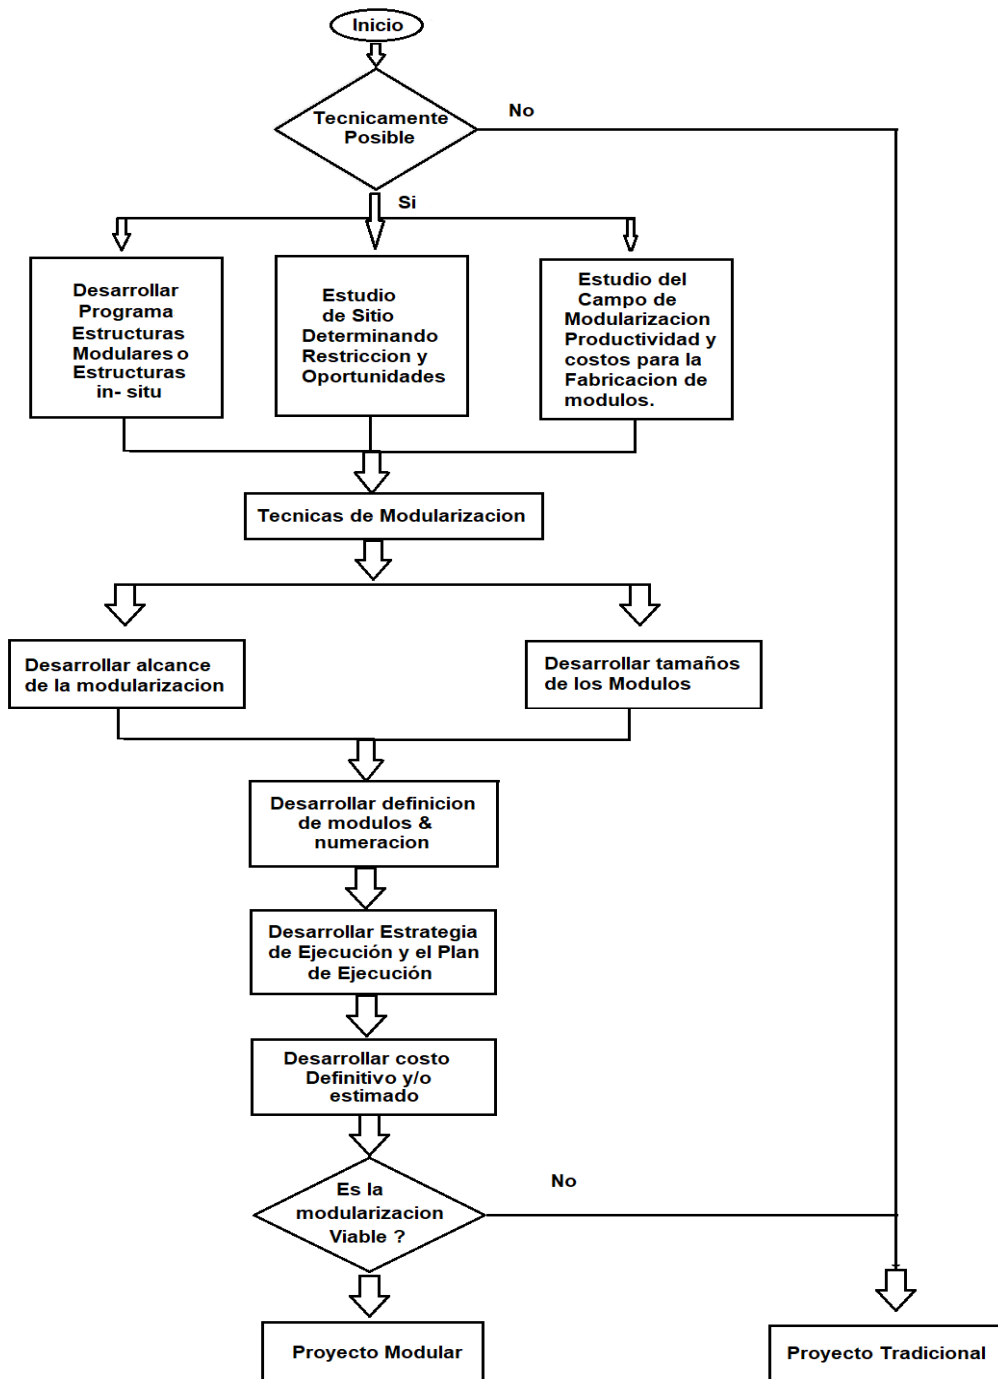 Inicio
Tecnicamente
Posible
No
Si
Desarrollar
Programa
Estructuras
Modulares o
Estructuras
in- situ
Estudio
de Sitio
Determinando
Restriccion y
Oportunidades
Estudio del
Campo de
Modularizacion
Productividad y
costos para la
Fabricacion de
modulos.
Tecnicas de Modularizacion
Desarrollar alcance
de la modularizacion
Desarrollar tamaños
de los Modulos
Desarrollar definicion
de modulos &
numeracion
Desarrollar Estrategia
de Ejecución y el Plan
de Ejecución
Desarrollar costo
Definitivo y/o
estimado
Es la
modularizacion
Viable ?
No
Proyecto Modular
Proyecto Tradicional